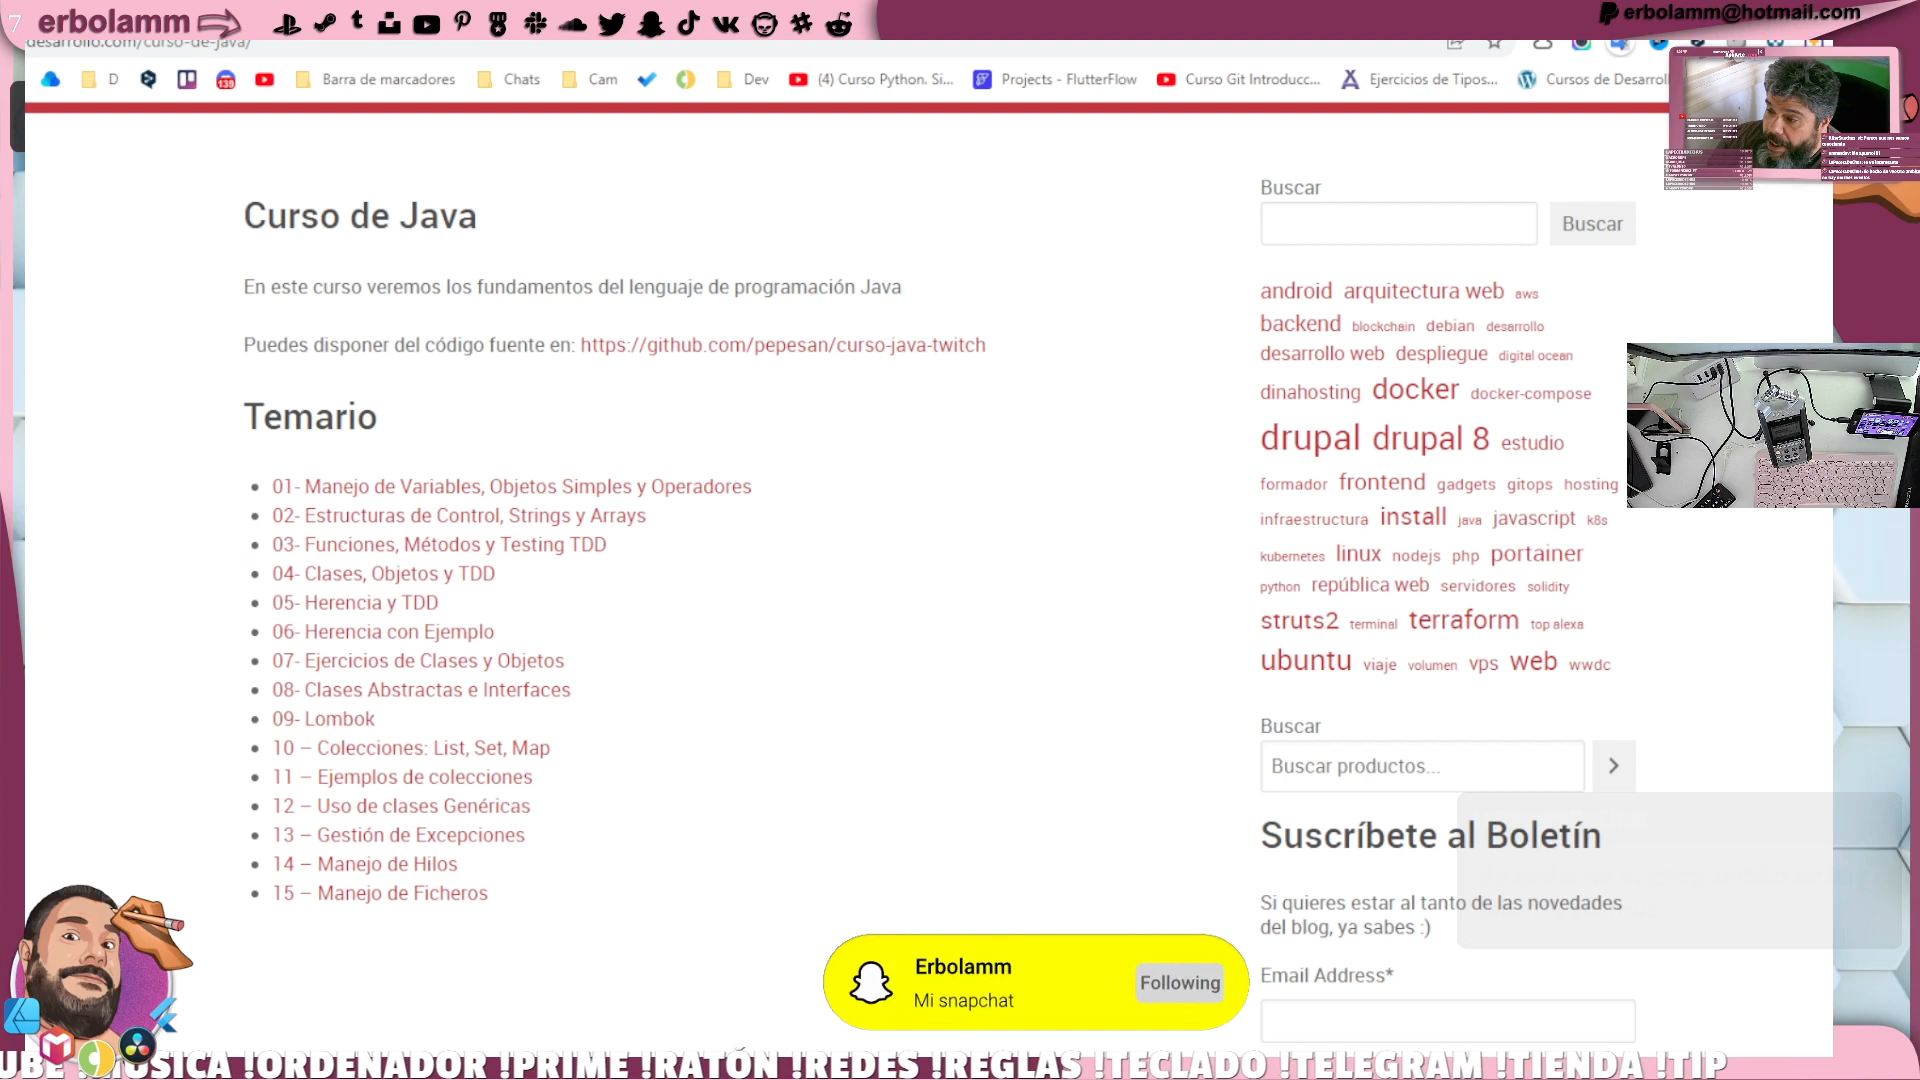 7 erbolamm
erbolamm@hotmail.com
desarrollo.com/curso-de-java/
D
139
Barra de marcadores
Chats
Cam
Dev
(4) Curso Python. Si...
Projects - FlutterFlow
Curso Git Introducc...
Ejercicios de Tipos...
Cursos de Desarroll
Curso de Java
En este curso veremos los fundamentos del lenguaje de programación Java
Puedes disponer del código fuente en: https://github.com/pepesan/curso-java-twitch
Temario
01- Manejo de Variables, Objetos Simples y Operadores
02- Estructuras de Control, Strings y Arrays
03- Funciones, Métodos y Testing TDD
04- Clases, Objetos y TDD
05- Herencia y TDD
06- Herencia con Ejemplo
07- Ejercicios de Clases y Objetos
08- Clases Abstractas e Interfaces
09- Lombok
10 – Colecciones: List, Set, Map
11 – Ejemplos de colecciones
12 – Uso de clases Genéricas
13 – Gestión de Excepciones
14 – Manejo de Hilos
15 – Manejo de Ficheros
Buscar
Buscar
android arquitectura web aws
backend blockchain debian desarrollo
desarrollo web despliegue digital ocean
dinahosting docker docker-compose
drupal drupal 8 estudio
formador frontend gadgets gitops hosting
infraestructura install java javascript k8s
kubernetes linux nodejs php portainer
python república web servidores solidity
struts2 terminal terraform top alexa
ubuntu viaje volumen vps web wwdc
Buscar
Buscar productos...
Suscríbete al Boletín
Si quieres estar al tanto de las novedades
del blog, ya sabes :)
Email Address*
Erbolamm
Mi snapchat
Following
UBE !MÚSICA !ORDENADOR !PRIME !RATÓN !REDES !REGLAS !TECLADO !TELEGRAM !TIENDA !TIP